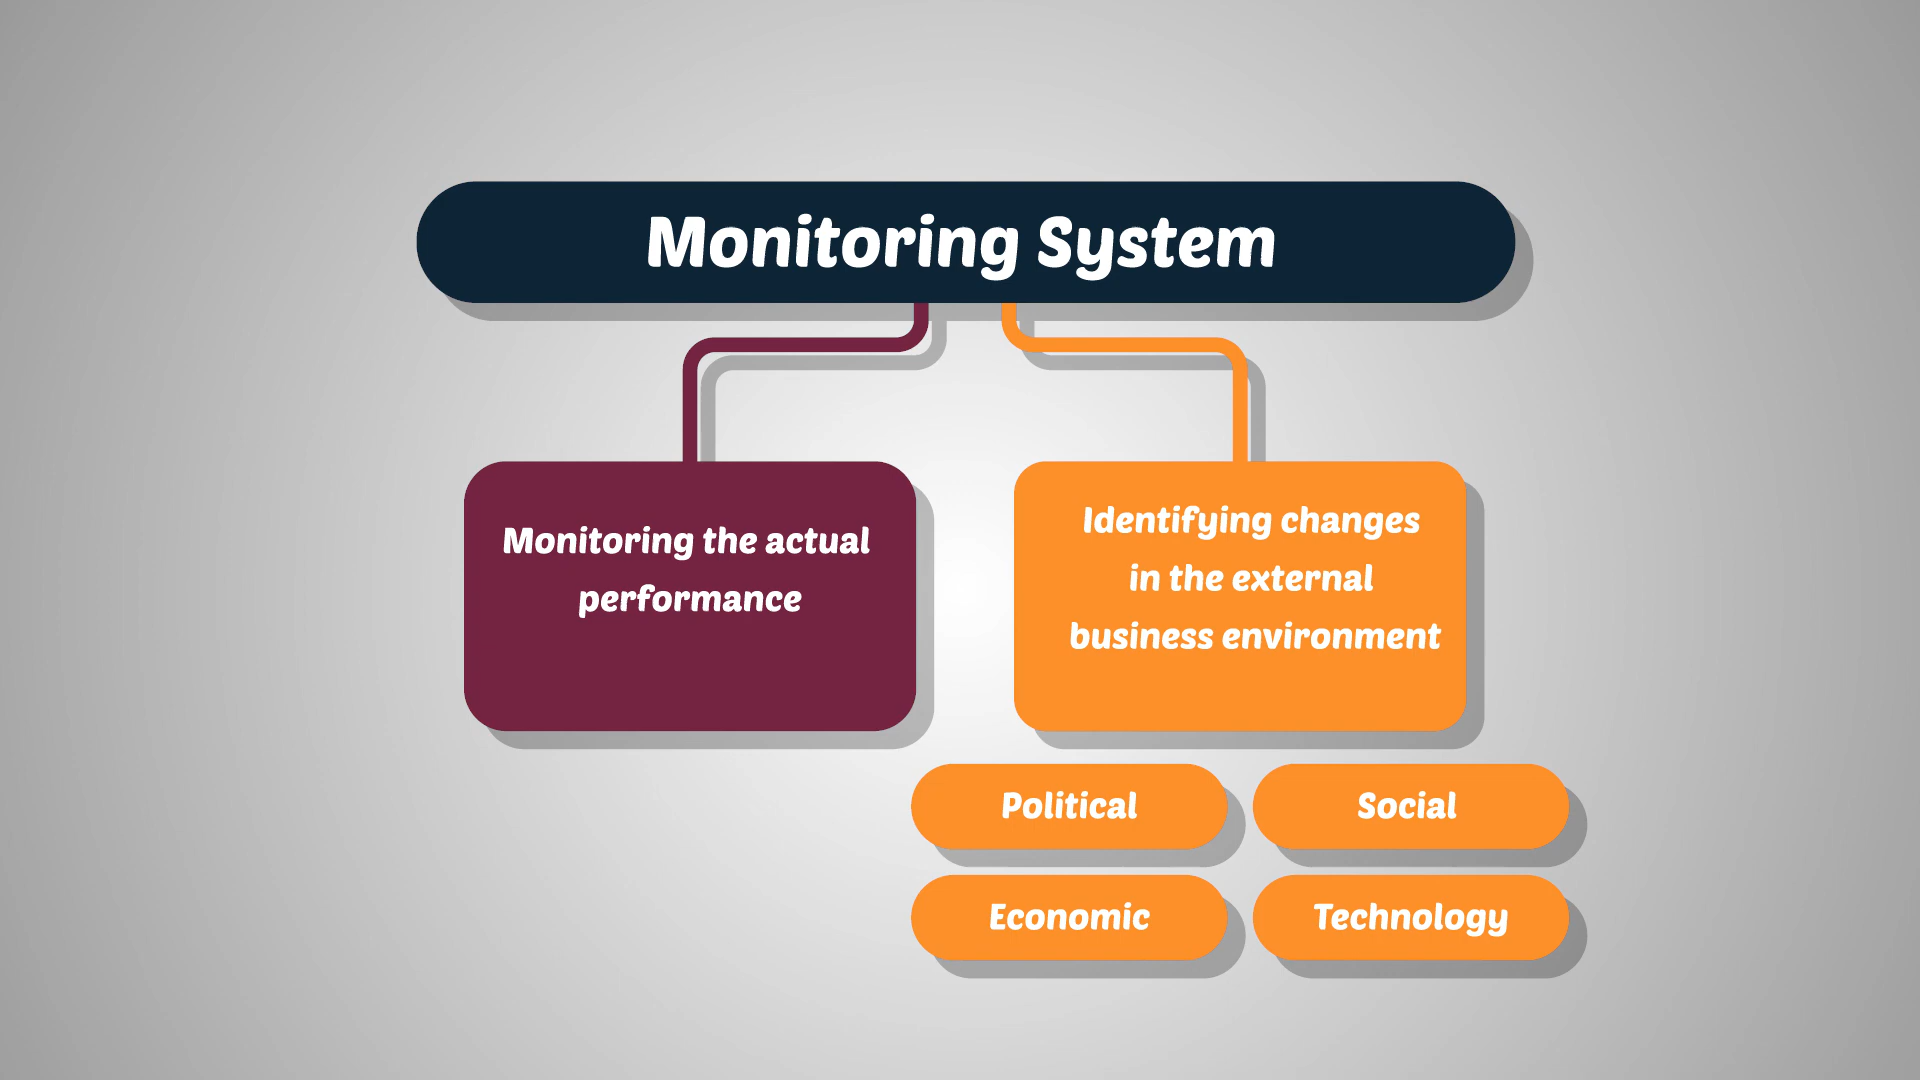 Monitoring System
Monitoring the actual
performance
Identifying changes
in the external
business environment
Political
Social
Economic
Technology